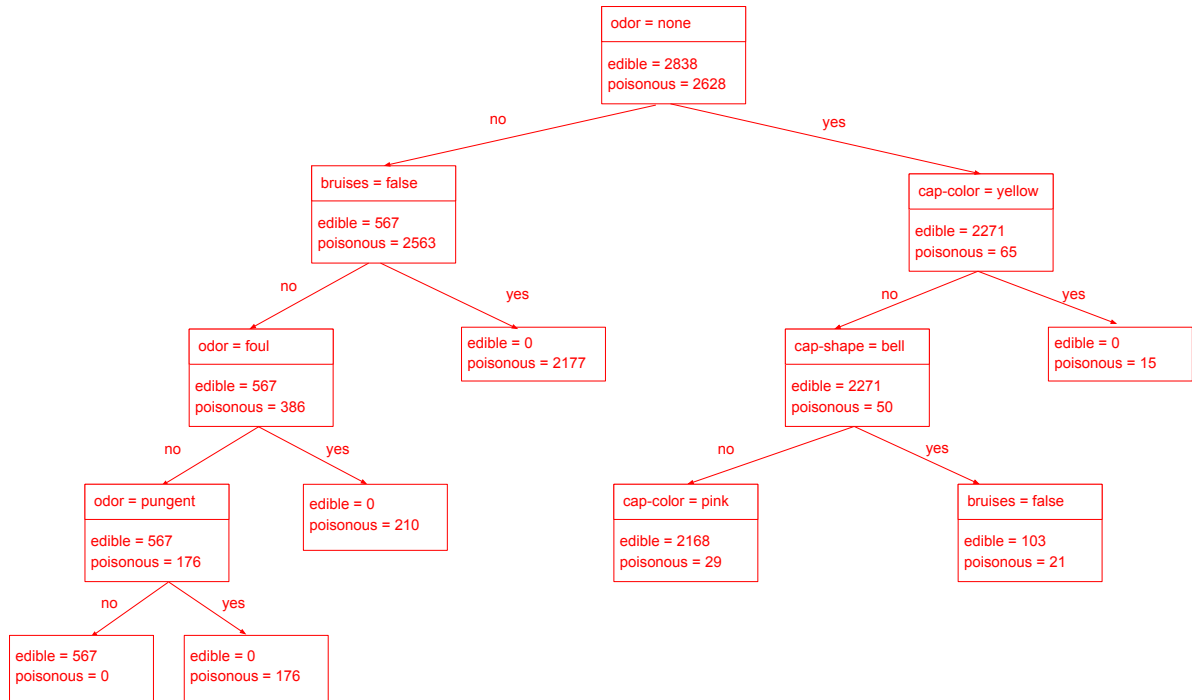 odor = none
edible = 2838
poisonous = 2628
no
yes
bruises = false
edible = 567
poisonous = 2563
cap-color = yellow
edible = 2271
poisonous = 65
no
yes
no
yes
odor = foul
edible = 567
poisonous = 386
edible = 0
poisonous = 2177
cap-shape = bell
edible = 2271
poisonous = 50
edible = 0
poisonous = 15
no
yes
no
yes
odor = pungent
edible = 567
poisonous = 176
edible = 0
poisonous = 210
cap-color = pink
edible = 2168
poisonous = 29
bruises = false
edible = 103
poisonous = 21
no
yes
edible = 567
poisonous = 0
edible = 0
poisonous = 176